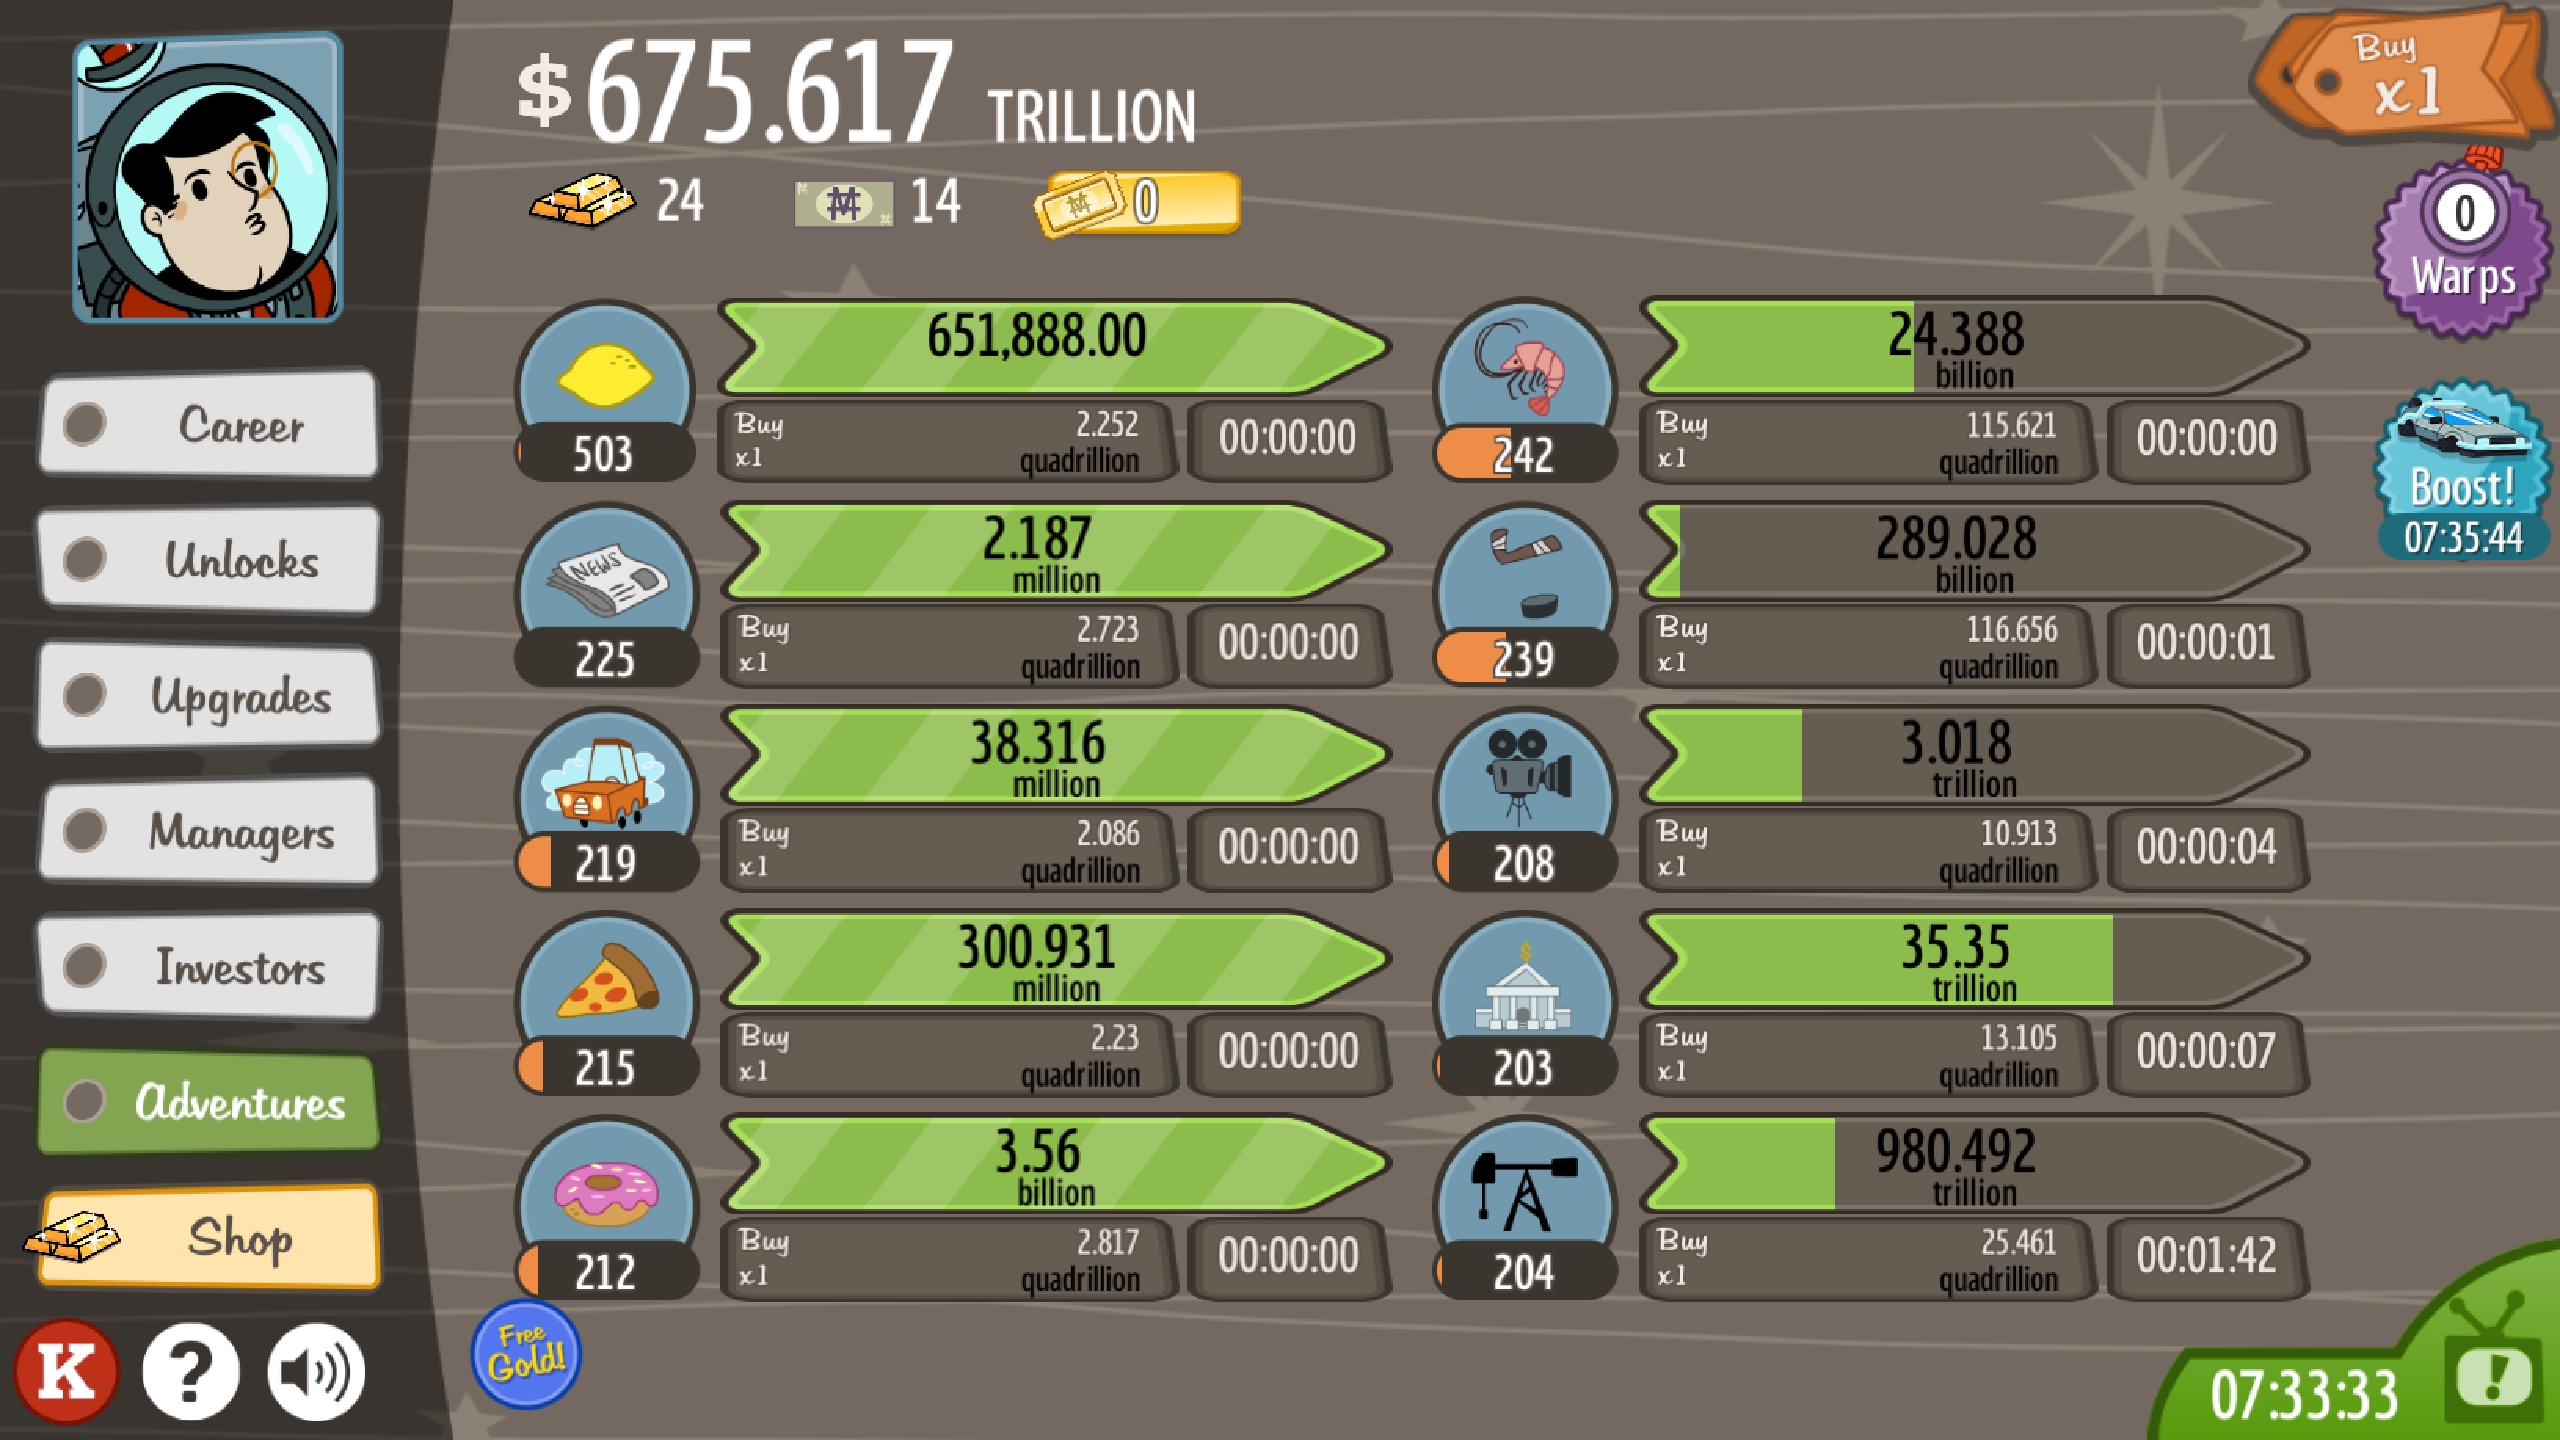 $675.617 TRILLION
24
14
0
Buy
x1
0
Warps
Boost!
07:35:44
Career
Unlocks
Upgrades
Managers
Investors
Adventures
Shop
K
?
651,888.00
503
Buy
x1
2.252
quadrillion
00:00:00
NEWS
2.187
million
225
Buy
x1
2.723
quadrillion
00:00:00
38.316
million
219
Buy
x1
2.086
quadrillion
00:00:00
300.931
million
215
Buy
x1
2.23
quadrillion
00:00:00
3.56
billion
212
Buy
x1
2.817
quadrillion
00:00:00
24.388
billion
242
Buy
x1
115.621
quadrillion
00:00:00
289.028
billion
239
Buy
x1
116.656
quadrillion
00:00:01
3.018
trillion
208
Buy
x1
10.913
quadrillion
00:00:04
$
35.35
trillion
203
Buy
x1
13.105
quadrillion
00:00:07
980.492
trillion
204
Buy
x1
25.461
quadrillion
00:01:42
Free
Gold!
07:33:33
!